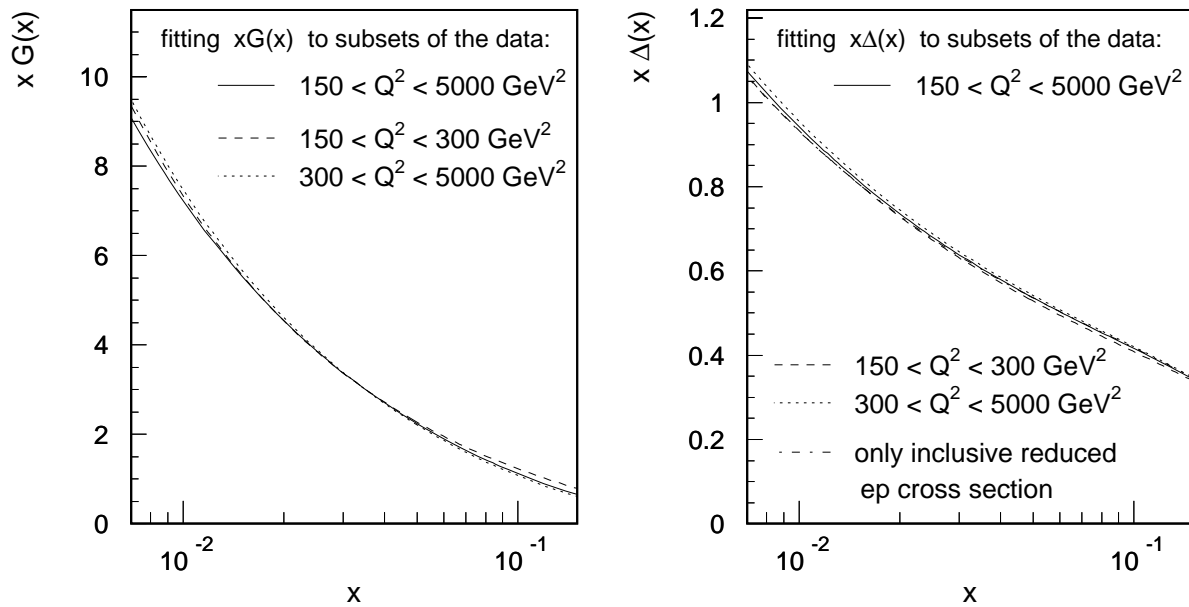 x G(x)
fitting xG(x) to subsets of the data:
150 < Q² < 5000 GeV²
150 < Q² < 300 GeV²
300 < Q² < 5000 GeV²
10
8
6
4
2
0
10⁻²
10⁻¹
x
x Δ(x)
fitting xΔ(x) to subsets of the data:
150 < Q² < 5000 GeV²
1.2
1
0.8
0.6
0.4
0.2
0
150 < Q² < 300 GeV²
300 < Q² < 5000 GeV²
only inclusive reduced
ep cross section
10⁻²
10⁻¹
x